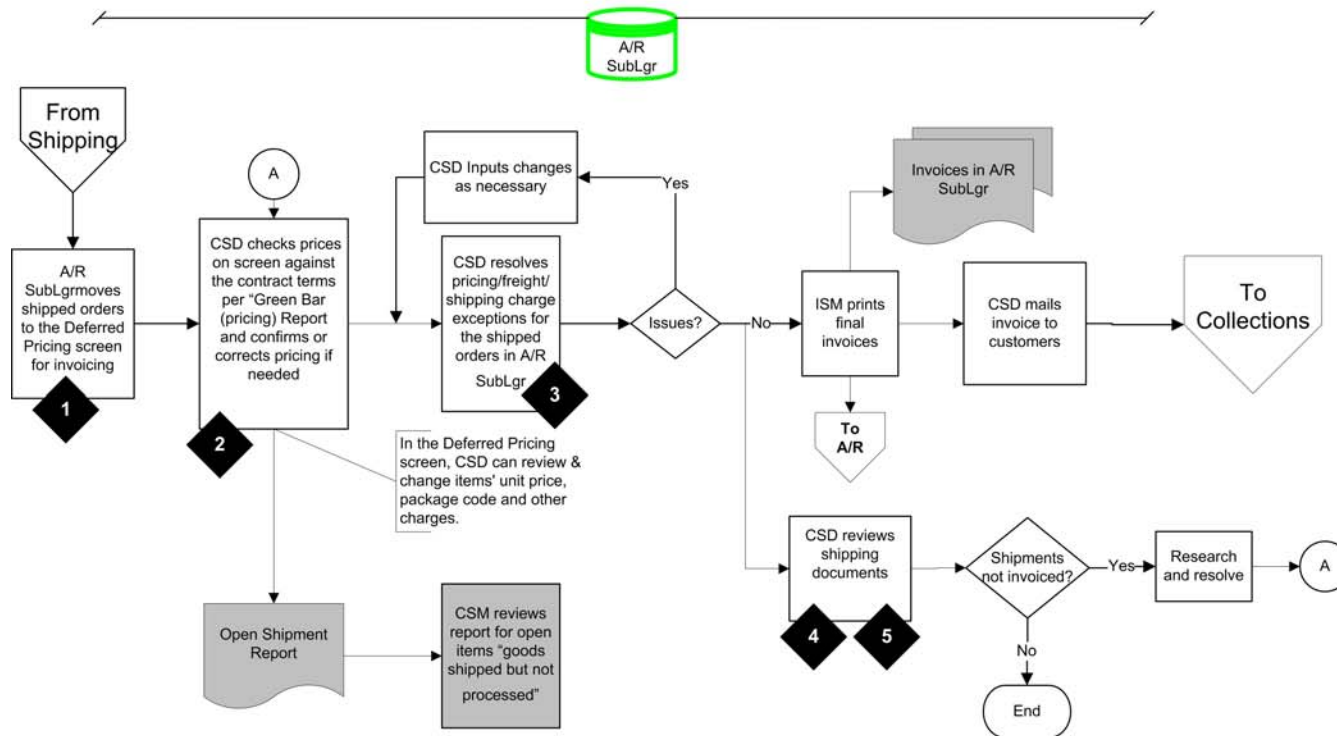 A/R
SubLgr
From
Shipping
A
CSD Inputs changes
as necessary
Yes
Invoices in A/R
SubLgr
A/R
SubLgrmoves
shipped orders
to the Deferred
Pricing screen
for invoicing
1
CSD checks prices
on screen against
the contract terms
per “Green Bar
(pricing) Report
and confirms or
corrects pricing if
needed
2
CSD resolves
pricing/freight/
shipping charge
exceptions for
the shipped
orders in A/R
SubLgr
3
Issues?
No
ISM prints
final
invoices
CSD mails
invoice to
customers
To
Collections
To
A/R
In the Deferred Pricing
screen, CSD can review &
change items' unit price,
package code and other
charges.
CSD reviews
shipping
documents
4
5
Shipments
not invoiced?
Yes
Research
and resolve
A
No
End
Open Shipment
Report
CSM reviews
report for open
items “goods
shipped but not
processed”